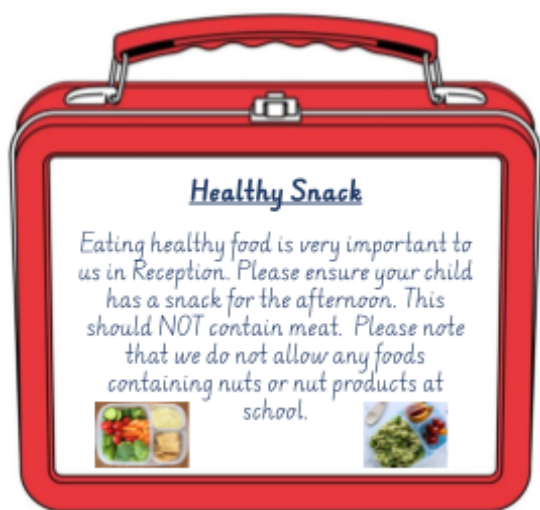 Healthy Snack
Eating healthy food is very important to
us in Reception. Please ensure your child
has a snack for the afternoon. This
should NOT contain meat. Please note
that we do not allow any foods
containing nuts or nut products at
school.